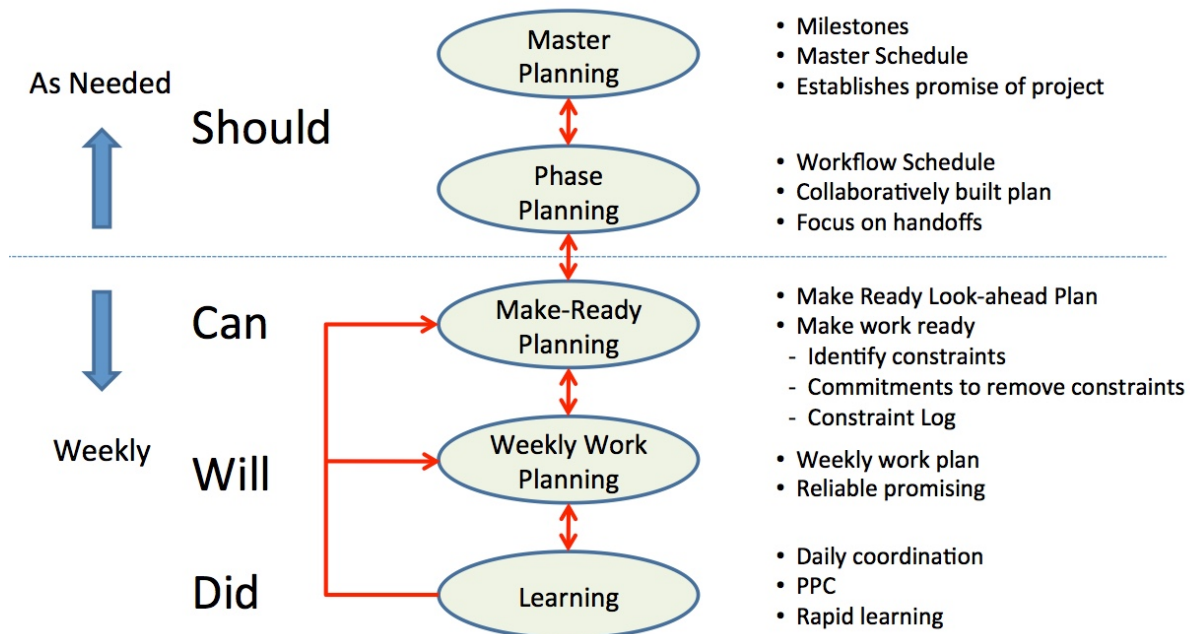 Master
Planning
• Milestones
• Master Schedule
• Establishes promise of project
As Needed
Should
Phase
Planning
• Workflow Schedule
• Collaboratively built plan
• Focus on handoffs
Can
Make-Ready
Planning
• Make Ready Look-ahead Plan
• Make work ready
- Identify constraints
- Commitments to remove constraints
- Constraint Log
Weekly
Will
Weekly Work
Planning
• Weekly work plan
• Reliable promising
Did
Learning
• Daily coordination
• PPC
• Rapid learning